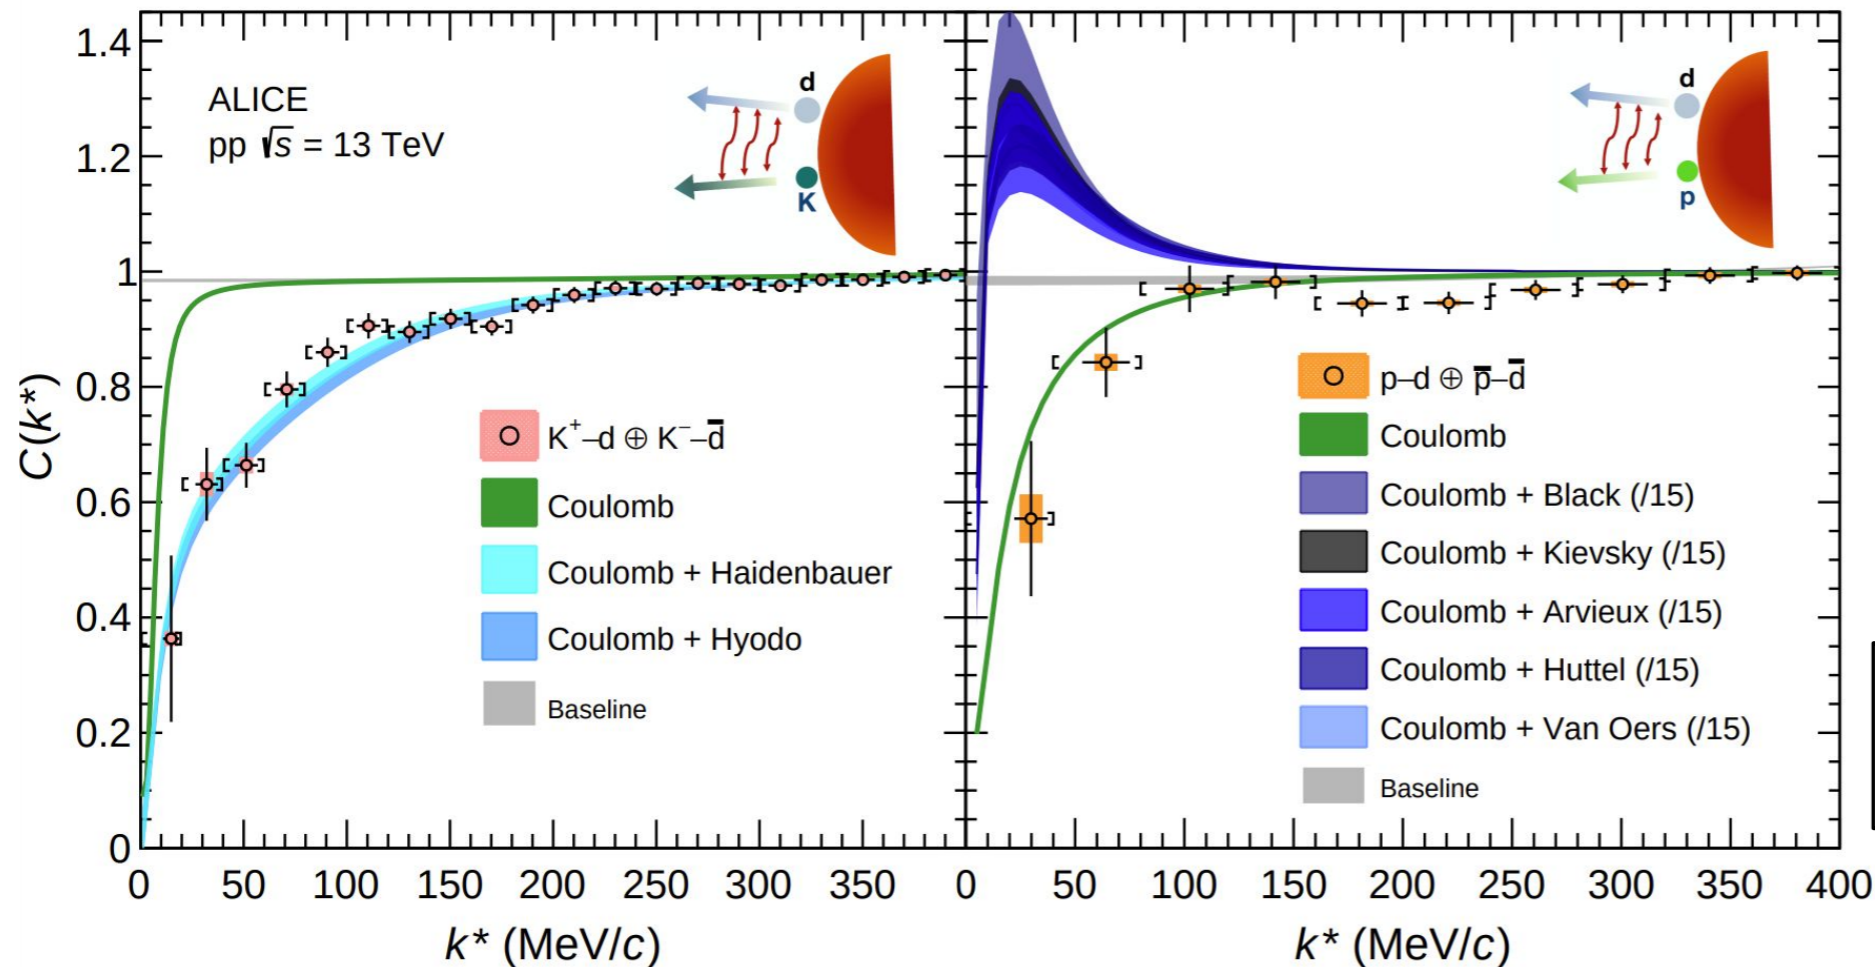 ALICE
pp √s = 13 TeV
d
K
K⁺–d ⊕ K⁻–d̅
Coulomb
Coulomb + Haidenbauer
Coulomb + Hyodo
Baseline
1.4
1.2
1
0.8
0.6
0.4
0.2
0
C(k*)
0 50 100 150 200 250 300 350
k* (MeV/c)
d
p
p–d ⊕ p̅–d̅
Coulomb
Coulomb + Black (/15)
Coulomb + Kievsky (/15)
Coulomb + Arvieux (/15)
Coulomb + Huttel (/15)
Coulomb + Van Oers (/15)
Baseline
0 50 100 150 200 250 300 350 400
k* (MeV/c)